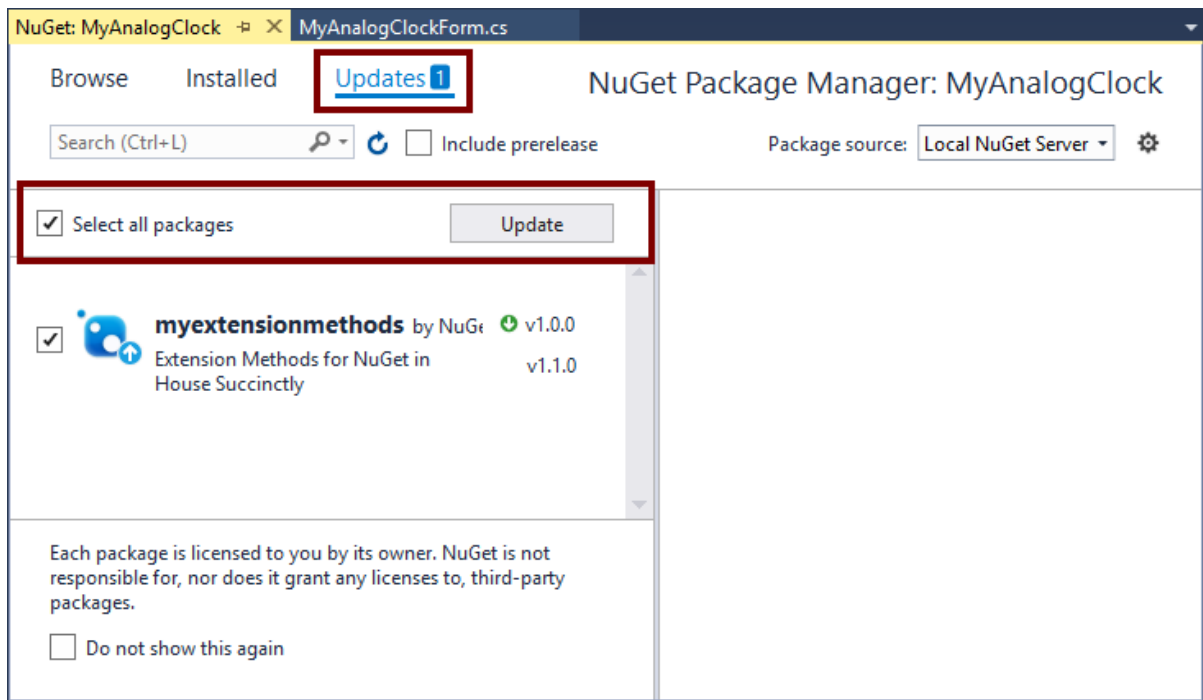 NuGet: MyAnalogClock MyAnalogClockForm.cs
Browse Installed Updates 1 NuGet Package Manager: MyAnalogClock
Search (Ctrl+L) Include prerelease Package source: Local NuGet Server
Select all packages Update
myextensionmethods by NuGe v1.0.0
Extension Methods for NuGet in v1.1.0
House Succinctly
Each package is licensed to you by its owner. NuGet is not
responsible for, nor does it grant any licenses to, third-party
packages.
Do not show this again